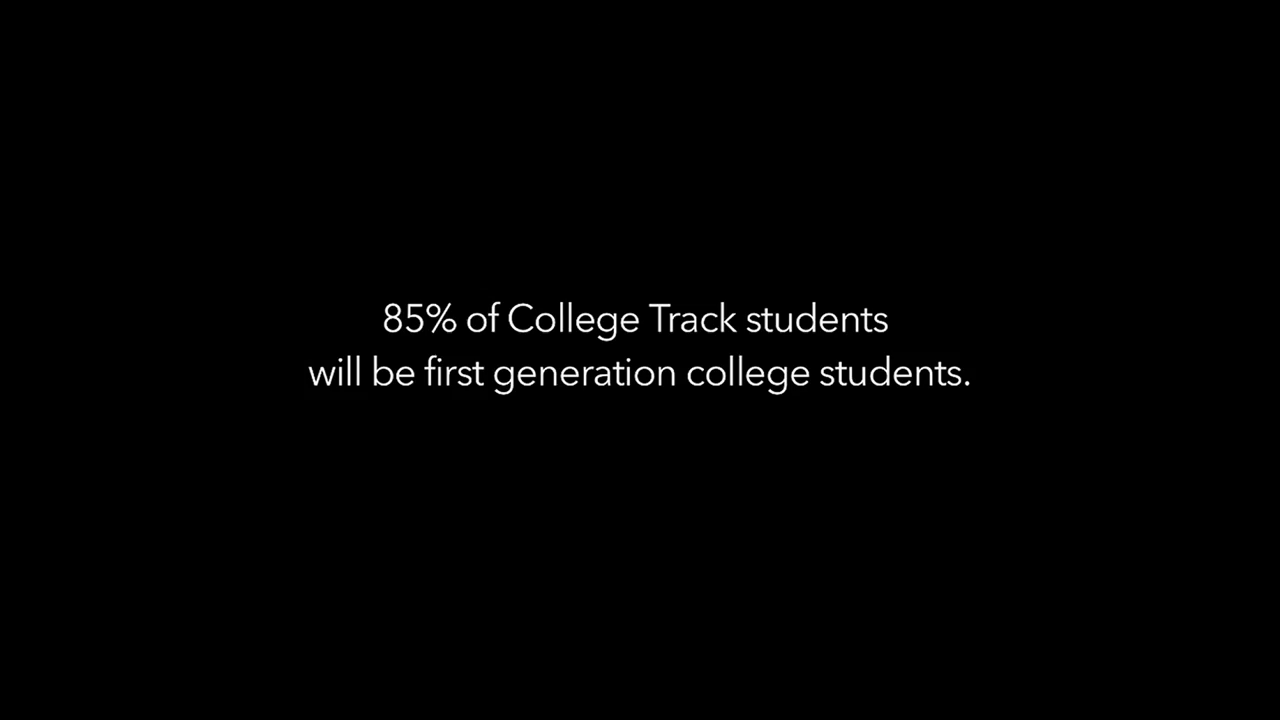 85% of College Track students
will be first generation college students.